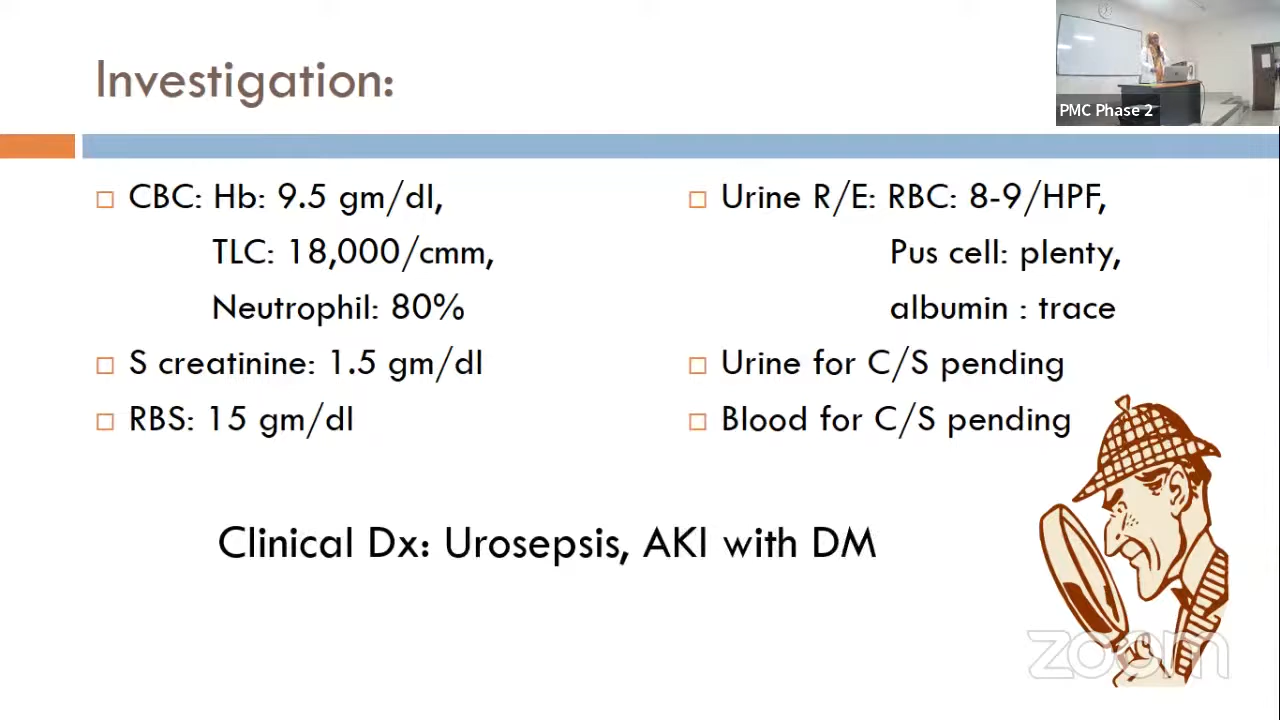 Investigation:
PMC Phase 2
CBC: Hb: 9.5 gm/dl,
TLC: 18,000/cmm,
Neutrophil: 80%
S creatinine: 1.5 gm/dl
RBS: 15 gm/dl
Urine R/E: RBC: 8-9/HPF,
Pus cell: plenty,
albumin : trace
Urine for C/S pending
Blood for C/S pending
Clinical Dx: Urosepsis, AKI with DM
zoom